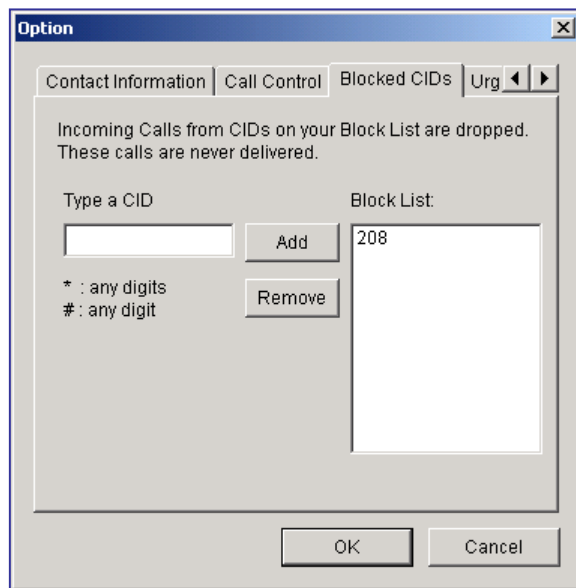 Option
Contact Information
Call Control
Blocked CIDs
Urg
Incoming Calls from CIDs on your Block List are dropped.
These calls are never delivered.
Type a CID
Block List:
Add
208
* : any digits
# : any digit
Remove
OK
Cancel